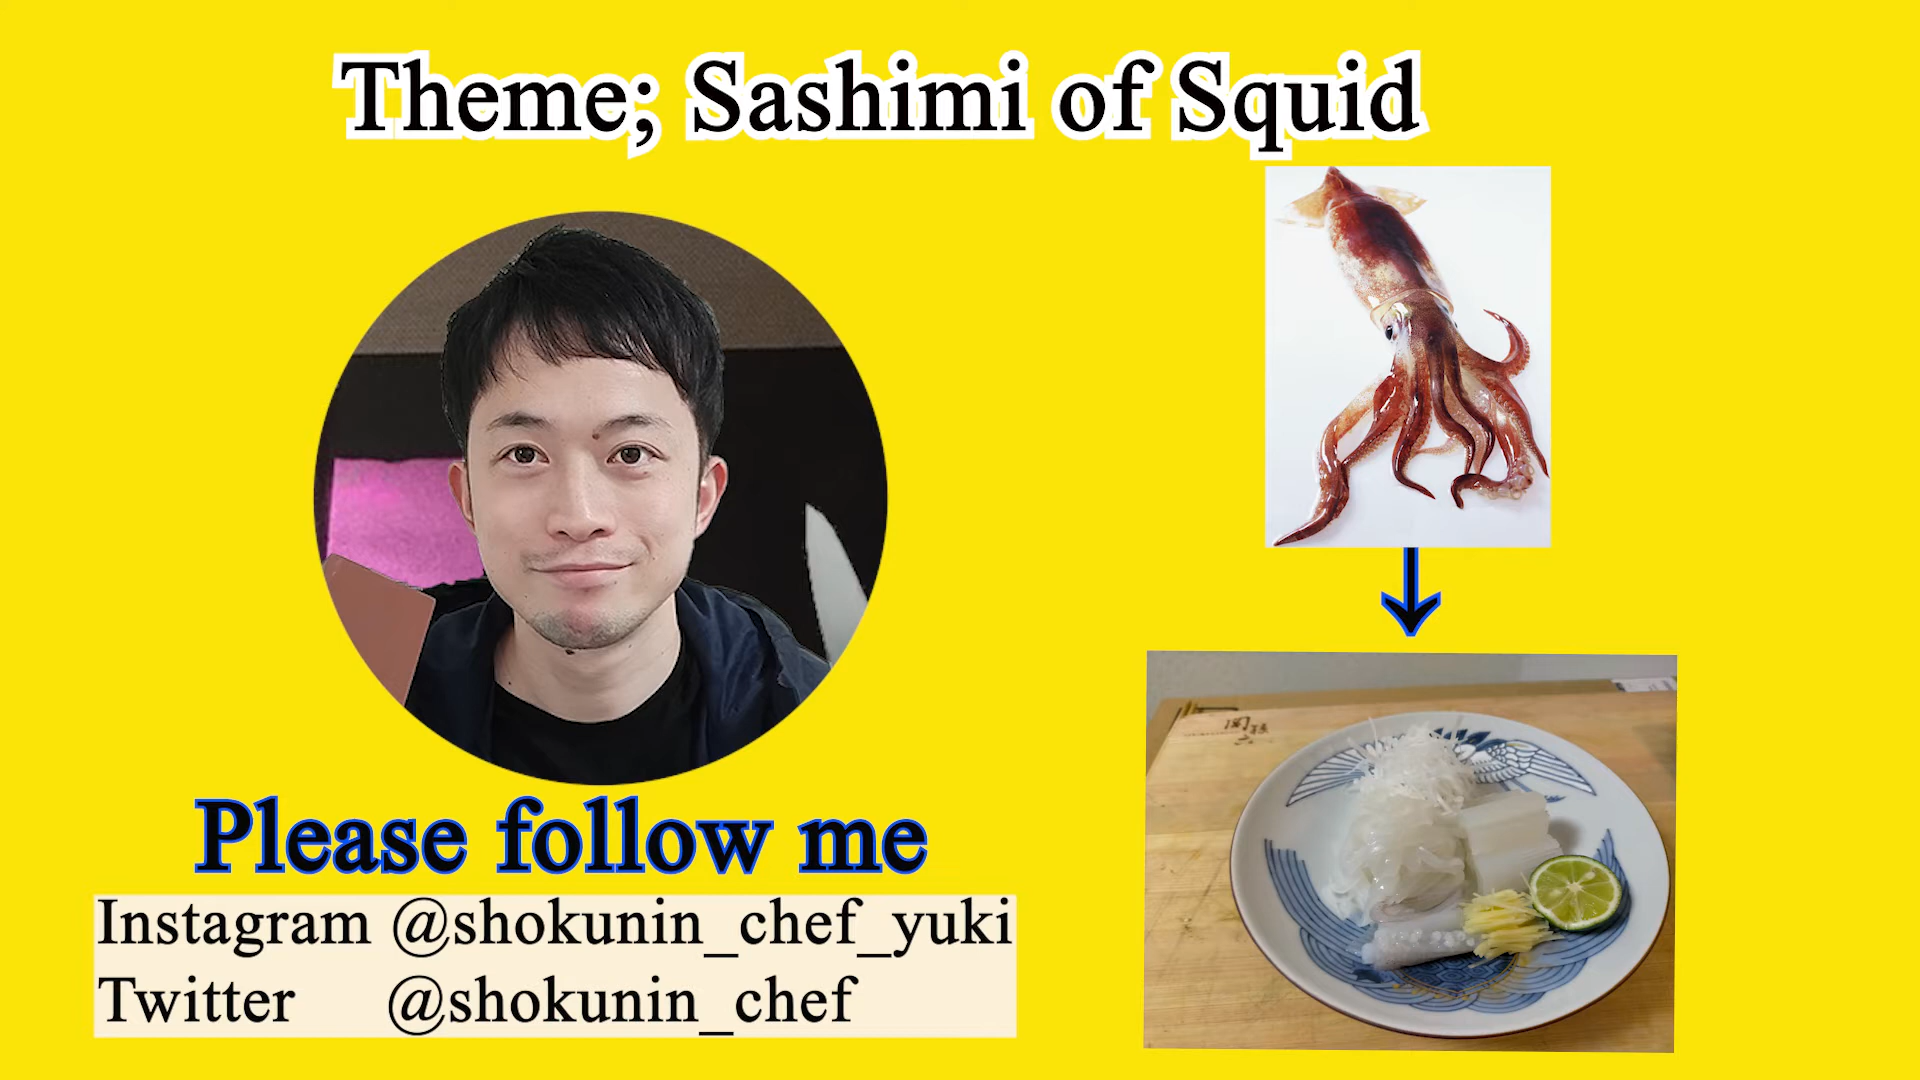 Theme; Sashimi of Squid
Please follow me
Instagram @shokunin_chef_yuki
Twitter @shokunin_chef